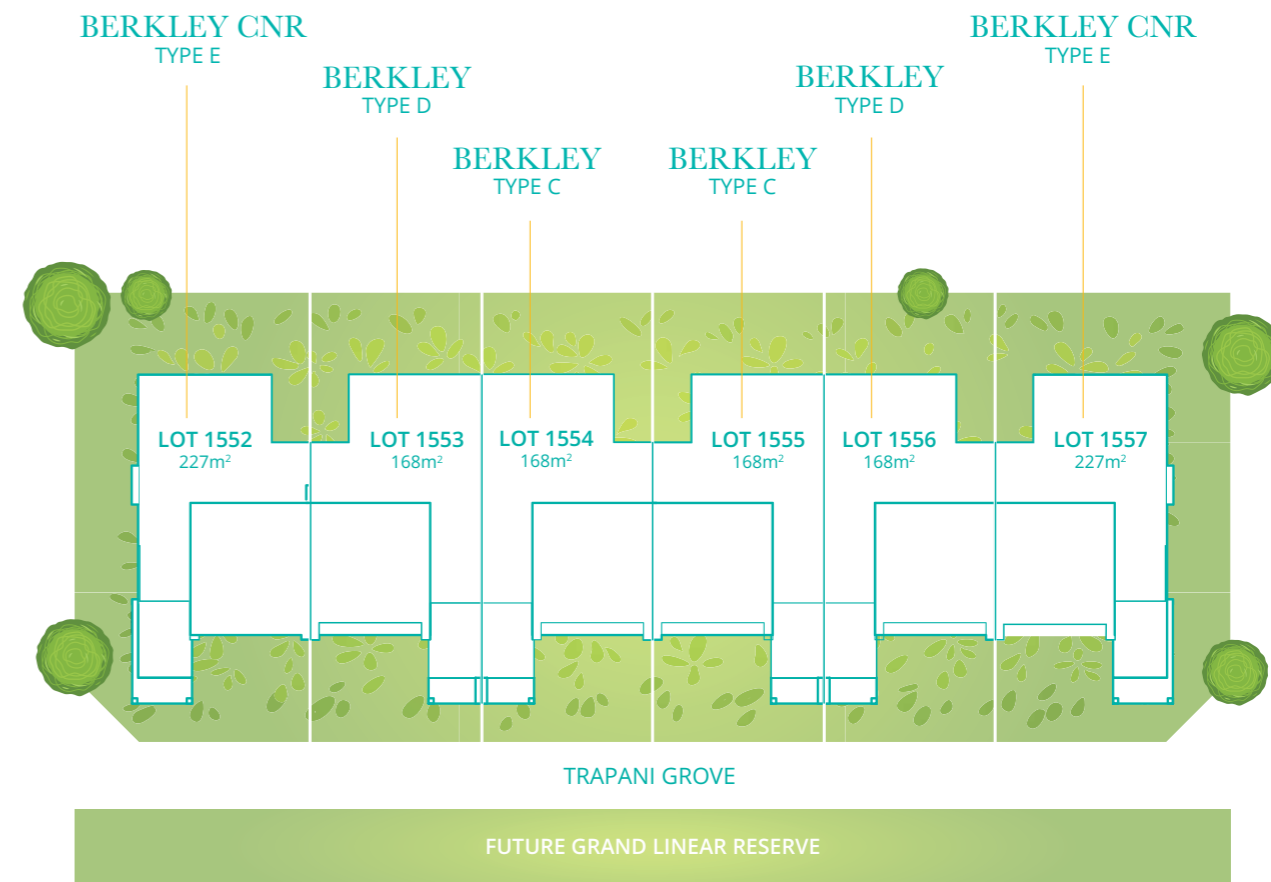 BERKLEY CNR
TYPE E
BERKLEY
TYPE D
BERKLEY
TYPE C
BERKLEY
TYPE C
BERKLEY
TYPE D
BERKLEY CNR
TYPE E
LOT 1552
227m²
LOT 1553
168m²
LOT 1554
168m²
LOT 1555
168m²
LOT 1556
168m²
LOT 1557
227m²
TRAPANI GROVE
FUTURE GRAND LINEAR RESERVE